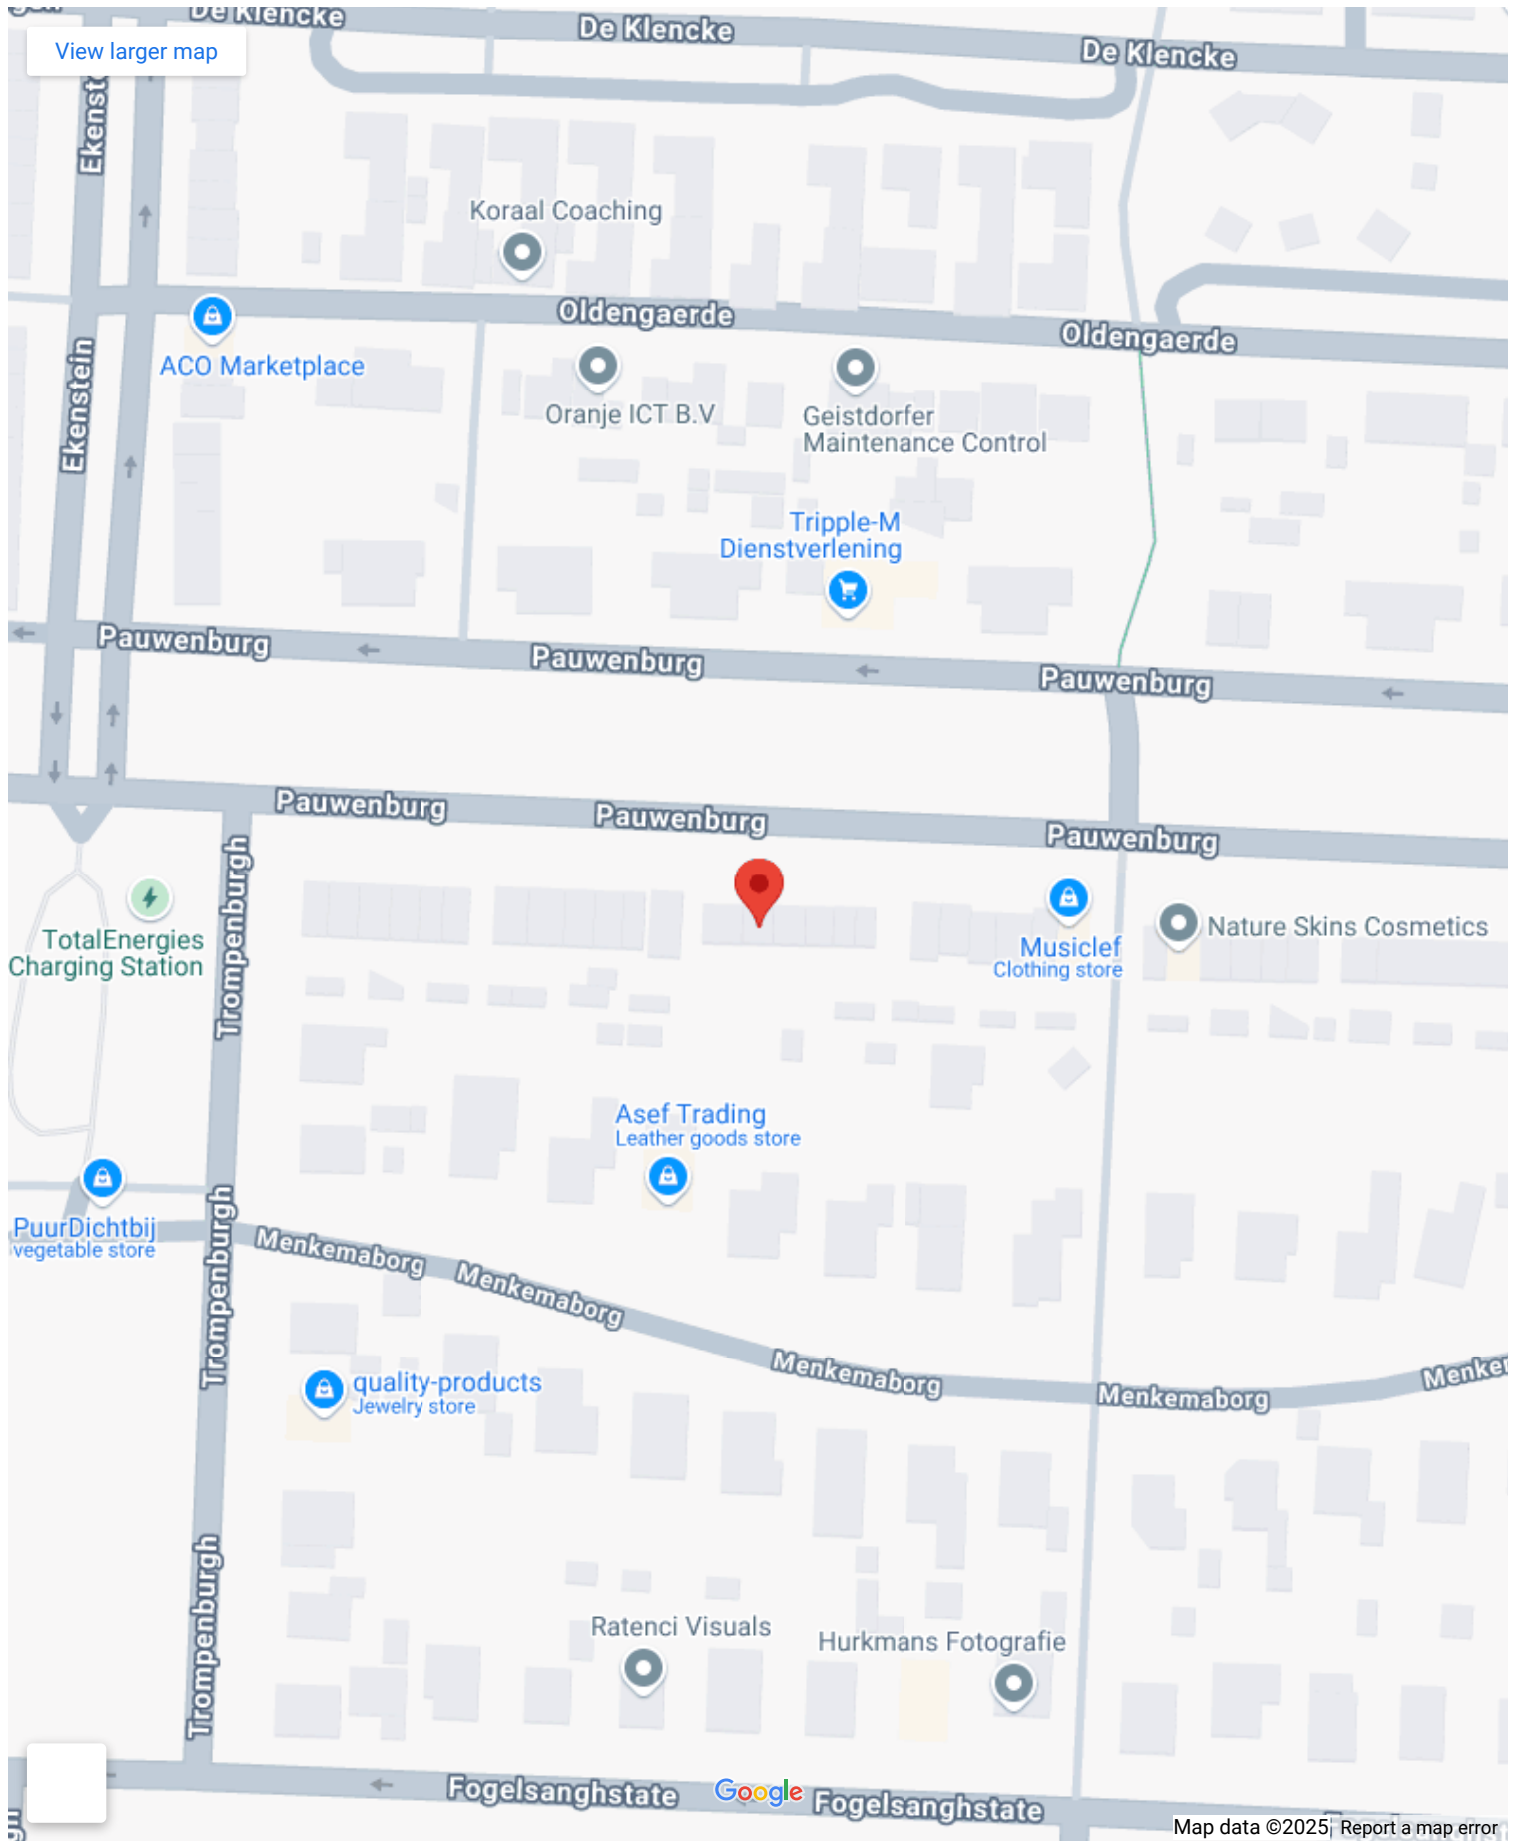 De Klencke
De Klencke
De Klencke
View larger map
Ekenstein
Koraal Coaching
Oldengaerde
Oldengaerde
ACO Marketplace
Ekenstein
Oranje ICT B.V
Geistdorfer
Maintenance Control
Tripple-M
Dienstverlening
Pauwenburg
Pauwenburg
Pauwenburg
Pauwenburg
Pauwenburg
Pauwenburg
Trompenburgh
TotalEnergies
Charging Station
Musiclef
Clothing store
Nature Skins Cosmetics
Asef Trading
Leather goods store
PuurDichtbij
vegetable store
Trompenburgh
Menkemaborg
Menkemaborg
Menkemaborg
Menkemaborg
Menke
quality-products
Jewelry store
Ratenci Visuals
Hurkmans Fotografie
Trompenburgh
Fogelsanghstate
Google
Fogelsanghstate
Map data ©2025
Report a map error